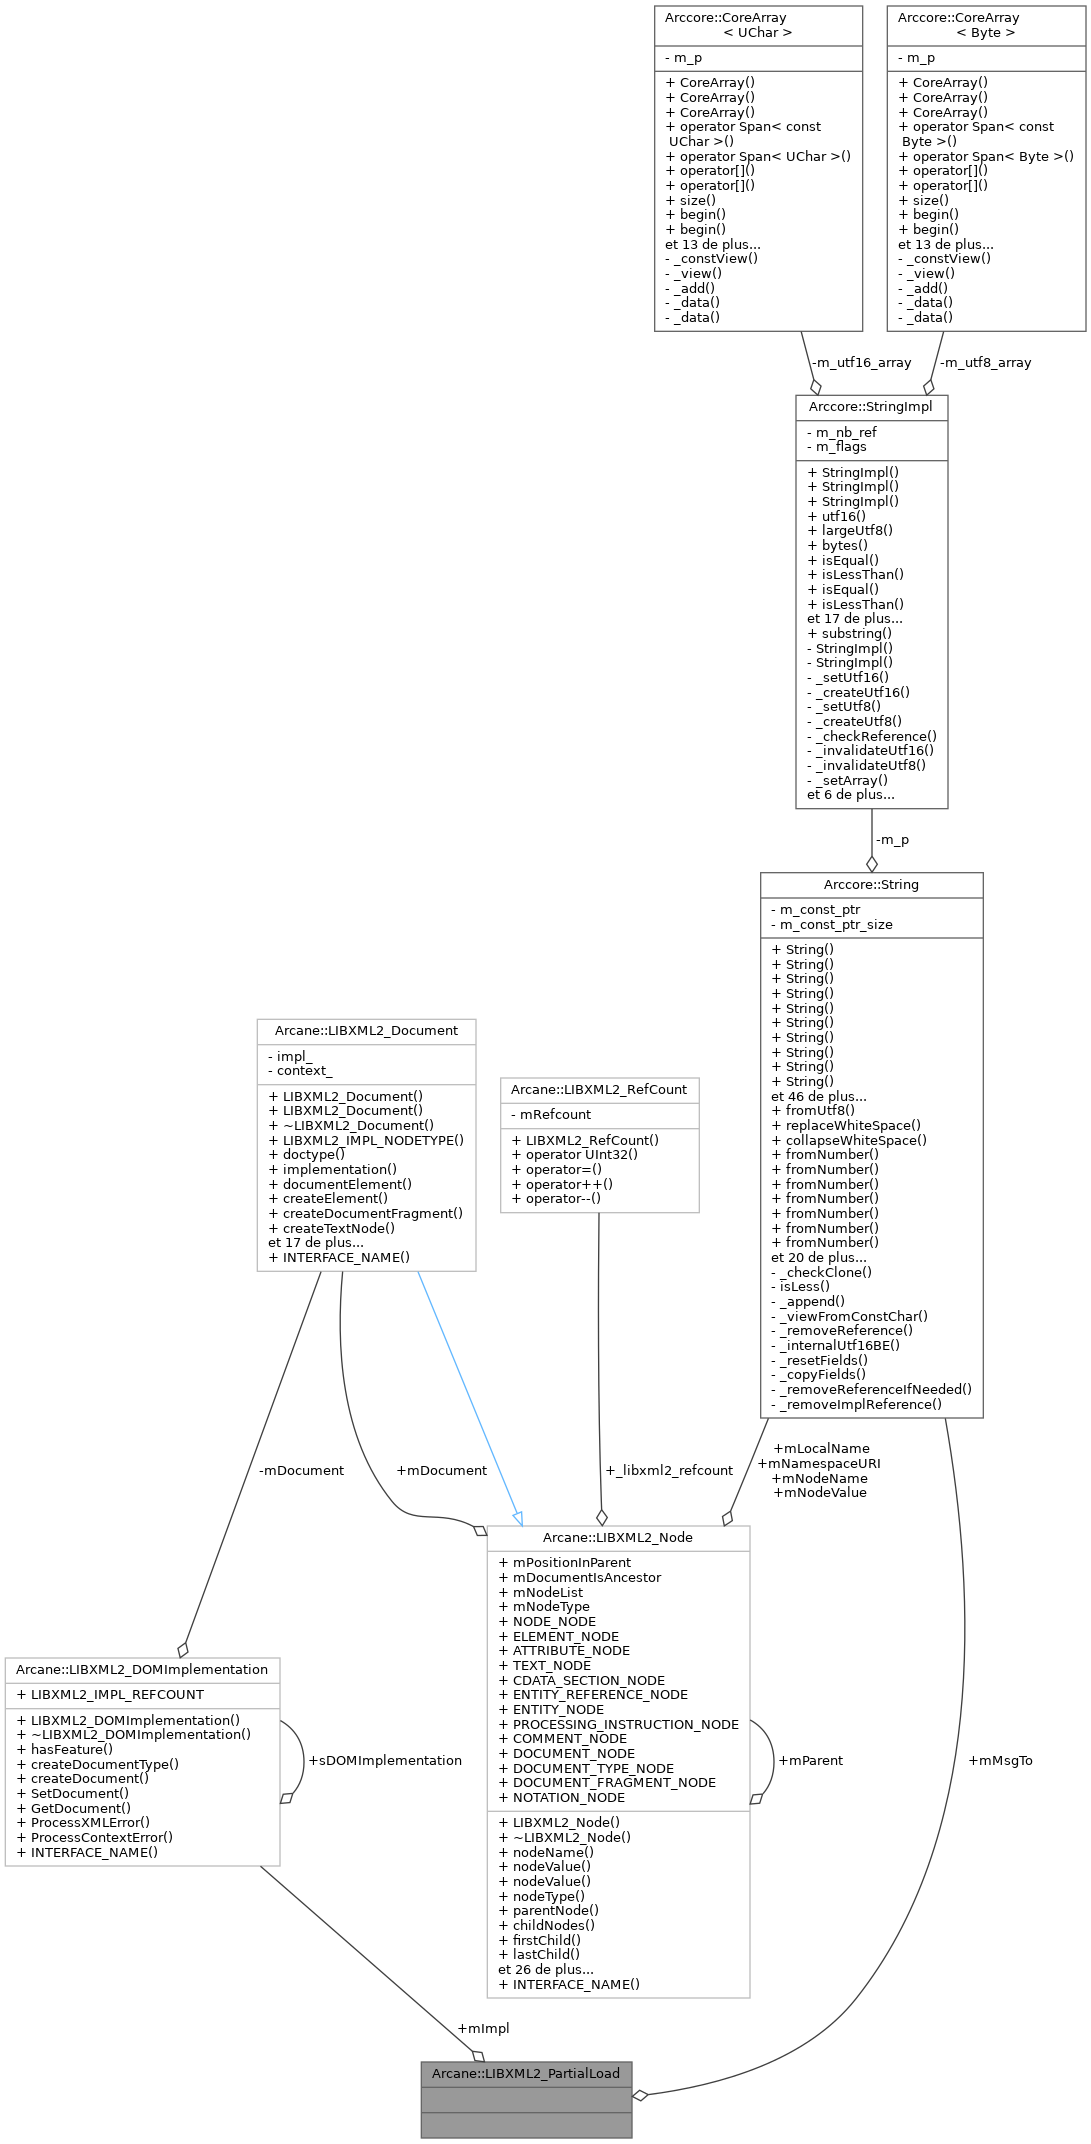 Arccore::CoreArray
< UChar >
- m_p
+ CoreArray()
+ CoreArray()
+ CoreArray()
+ operator Span< const
UChar >()
+ operator Span< UChar >()
+ operator[]()
+ operator[]()
+ size()
+ begin()
+ begin()
et 13 de plus...
- _constView()
- _view()
- _add()
- _data()
- _data()
Arccore::CoreArray
< Byte >
- m_p
+ CoreArray()
+ CoreArray()
+ CoreArray()
+ operator Span< const
Byte >()
+ operator Span< Byte >()
+ operator[]()
+ operator[]()
+ size()
+ begin()
+ begin()
et 13 de plus...
- _constView()
- _view()
- _add()
- _data()
- _data()
-m_utf16_array
-m_utf8_array
Arccore::StringImpl
- m_nb_ref
- m_flags
+ StringImpl()
+ StringImpl()
+ StringImpl()
+ utf16()
+ largeUtf8()
+ bytes()
+ isEqual()
+ isLessThan()
+ isEqual()
+ isLessThan()
et 17 de plus...
+ substring()
- StringImpl()
- StringImpl()
- _setUtf16()
- _createUtf16()
- _setUtf8()
- _createUtf8()
- _checkReference()
- _invalidateUtf16()
- _invalidateUtf8()
- _setArray()
et 6 de plus...
-m_p
Arccore::String
- m_const_ptr
- m_const_ptr_size
+ String()
+ String()
+ String()
+ String()
+ String()
+ String()
+ String()
+ String()
+ String()
+ String()
et 46 de plus...
+ fromUtf8()
+ replaceWhiteSpace()
+ collapseWhiteSpace()
+ fromNumber()
+ fromNumber()
+ fromNumber()
+ fromNumber()
+ fromNumber()
+ fromNumber()
+ fromNumber()
et 20 de plus...
- _checkClone()
- isLess()
- _append()
- _viewFromConstChar()
- _removeReference()
- _internalUtf16BE()
- _resetFields()
- _copyFields()
- _removeReferenceIfNeeded()
- _removeImplReference()
Arcane::LIBXML2_Document
- impl_
- context_
+ LIBXML2_Document()
+ LIBXML2_Document()
+ ~LIBXML2_Document()
+ LIBXML2_IMPL_NODETYPE()
+ doctype()
+ implementation()
+ documentElement()
+ createElement()
+ createDocumentFragment()
+ createTextNode()
et 17 de plus...
+ INTERFACE_NAME()
Arcane::LIBXML2_RefCount
- mRefcount
+ LIBXML2_RefCount()
+ operator UInt32()
+ operator=()
+ operator++()
+ operator--()
-mDocument
+mDocument
+_libxml2_refcount
+mLocalName
+mNamespaceURI
+mNodeName
+mNodeValue
Arcane::LIBXML2_Node
+ mPositionInParent
+ mDocumentIsAncestor
+ mNodeList
+ mNodeType
+ NODE_NODE
+ ELEMENT_NODE
+ ATTRIBUTE_NODE
+ TEXT_NODE
+ CDATA_SECTION_NODE
+ ENTITY_REFERENCE_NODE
+ ENTITY_NODE
+ PROCESSING_INSTRUCTION_NODE
+ COMMENT_NODE
+ DOCUMENT_NODE
+ DOCUMENT_TYPE_NODE
+ DOCUMENT_FRAGMENT_NODE
+ NOTATION_NODE
+ LIBXML2_Node()
+ ~LIBXML2_Node()
+ nodeName()
+ nodeValue()
+ nodeValue()
+ nodeType()
+ parentNode()
+ childNodes()
+ firstChild()
+ lastChild()
et 26 de plus...
+ INTERFACE_NAME()
+mParent
Arcane::LIBXML2_DOMImplementation
+ LIBXML2_IMPL_REFCOUNT
+ LIBXML2_DOMImplementation()
+ ~LIBXML2_DOMImplementation()
+ hasFeature()
+ createDocumentType()
+ createDocument()
+ SetDocument()
+ GetDocument()
+ ProcessXMLError()
+ ProcessContextError()
+ INTERFACE_NAME()
+sDOMImplementation
+mMsgTo
+mImpl
Arcane::LIBXML2_PartialLoad